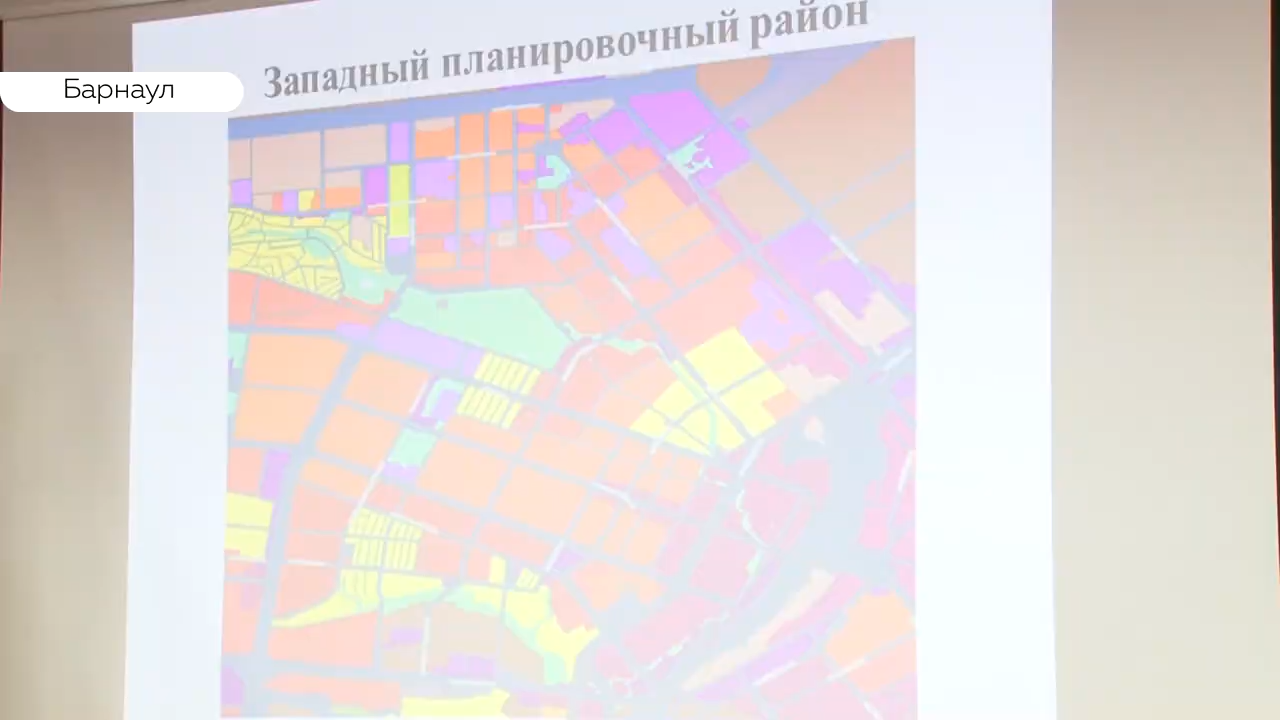 Западный планировочный район
Барнаул